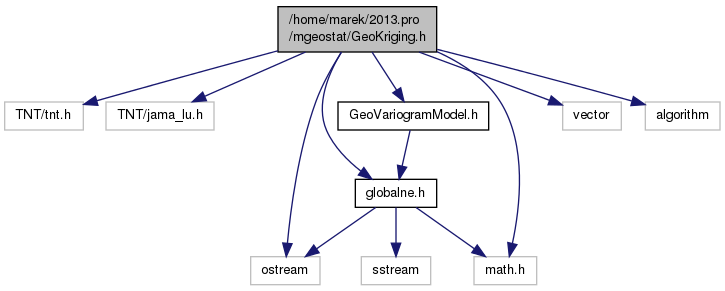 /home/marek/2013.pro
/mgeostat/GeoKriging.h
TNT/tnt.h
TNT/jama_lu.h
GeoVariogramModel.h
vector
algorithm
globalne.h
ostream
sstream
math.h